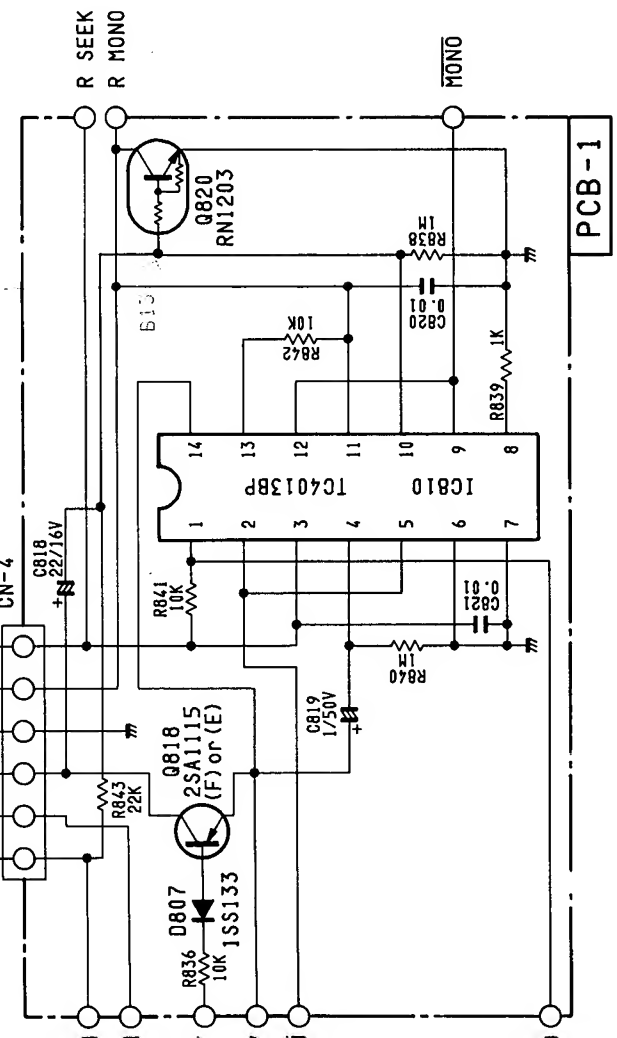 R SEEK
R MONO
MONO
PCB-1
Q820
RN1203
CN-4
C818
22/16V
R838
1M
C820
0.01
R842
10K
R839 1K
14 13 12 11 10 9 8
TC4013BP IC810
1 2 3 4 5 6 7
R841
10K
C821
0.01
R840
1M
C819
1/50V
R843
22K
Q818
2SA1115
(F)or(E)
D807
1SS133
R836
10K
+
+